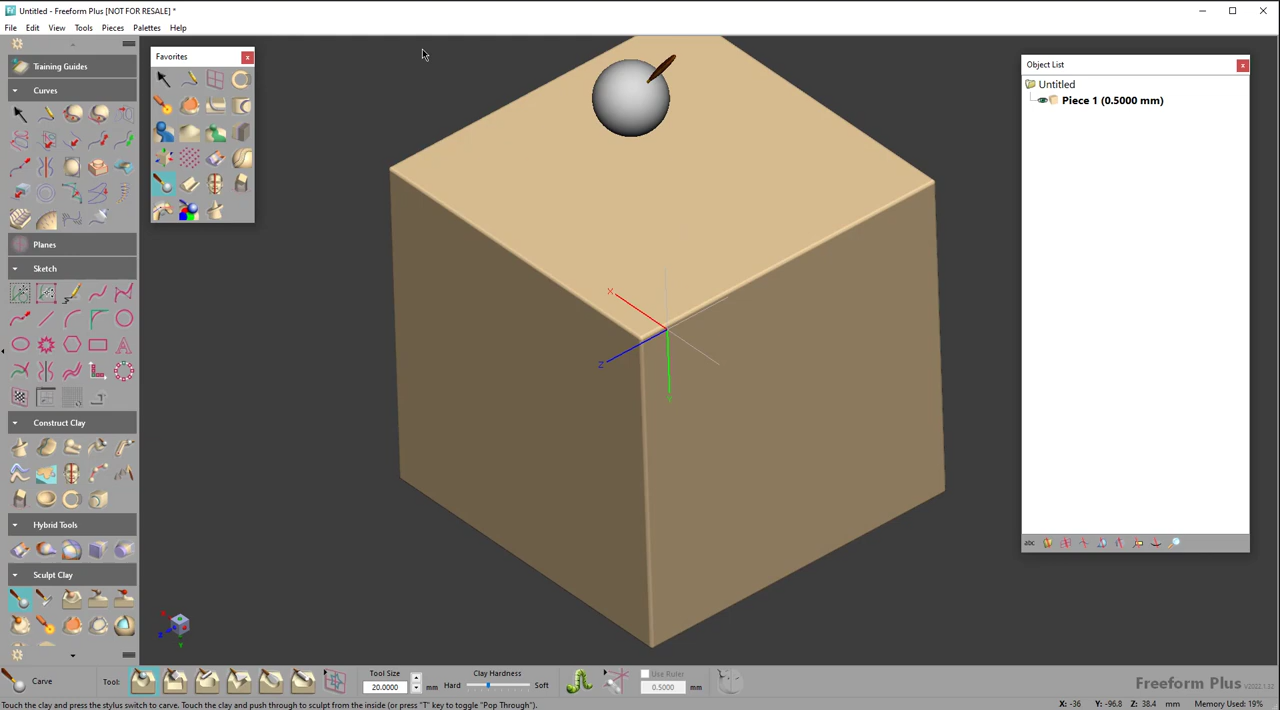 Untitled - Freeform Plus [NOT FOR RESALE] *
File Edit View Tools Pieces Palettes Help
Training Guides
Curves
Planes
Sketch
Construct Clay
Hybrid Tools
Sculpt Clay
Favorites
X
Z
Y
Object List
Untitled
Piece 1 (0.5000 mm)
abc
X
Z
Y
Carve
Tool:
Tool Size
20.0000 mm
Clay Hardness
Hard Soft
Use Ruler
0.5000 mm
Freeform Plus v2022.1.32
Touch the clay and press the stylus switch to carve. Touch the clay and push through to sculpt from the inside (or press "T" key to toggle "Pop Through").
X: -36 Y: -96.8 Z: 38.4 mm Memory Used: 19%